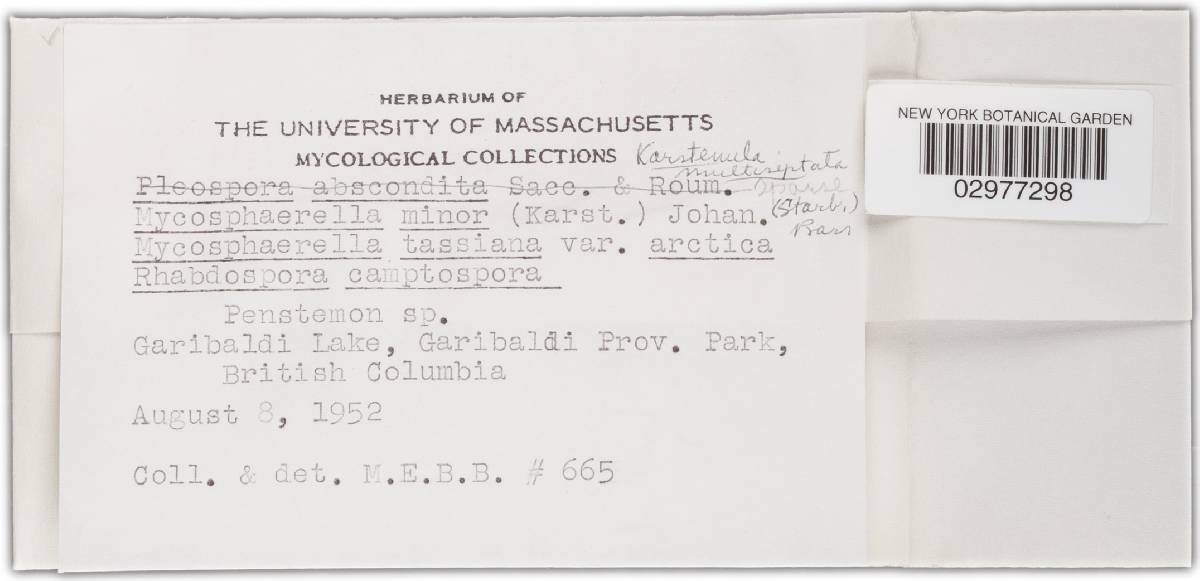 HERBARIUM OF
THE UNIVERSITY OF MASSACHUSETTS
MYCOLOGICAL COLLECTIONS Karstenula
multiseptata
Pleospora abscondita Sacc. & Roum. sparse
Mycosphaerella minor (Karst.) Johan. (Starb.)
Barr
Mycosphaerella tassiana var. arctica
Rhabdospora camptospora
Penstemon sp.
Garibaldi Lake, Garibaldi Prov. Park,
British Columbia
August 8, 1952
Coll. & det. M.E.B.B. # 665
NEW YORK BOTANICAL GARDEN
02977298